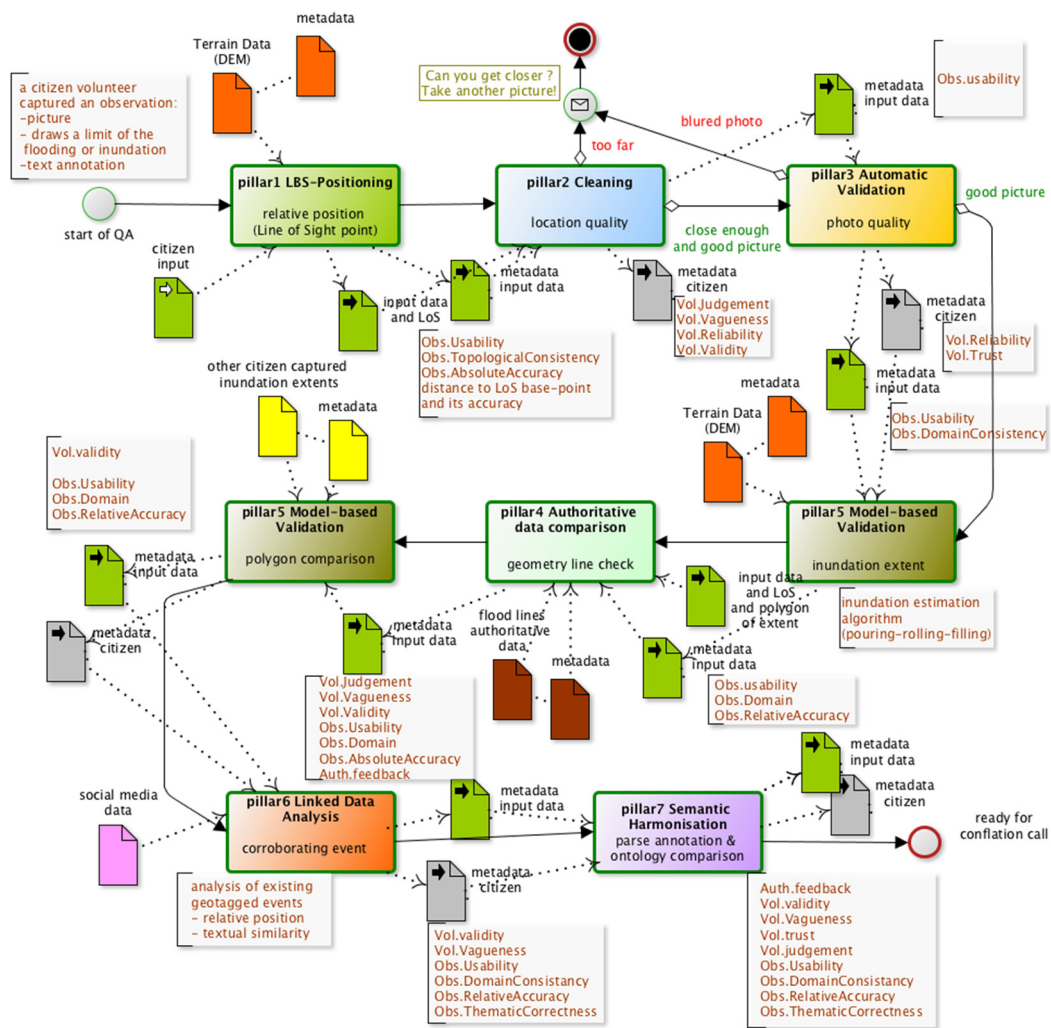 metadata
Terrain Data
(DEM)
a citizen volunteer
captured an observation:
-picture
- draws a limit of the
flooding or inundation
-text annotation
Can you get closer ?
Take another picture!
metadata
input data
Obs.usability
blured photo
too far
start of QA
pillar1 LBS-Positioning
relative position
(Line of Sight point)
pillar2 Cleaning
location quality
pillar3 Automatic
Validation
photo quality
good picture
close enough
and good picture
citizen
input
input data
and LoS
metadata
input data
Obs.Usability
Obs.TopologicalConsistency
Obs.AbsoluteAccuracy
distance to LoS base-point
and its accuracy
metadata
citizen
Vol.Judgement
Vol.Vagueness
Vol.Reliability
Vol.Validity
metadata
citizen
Vol.Reliability
Vol.Trust
metadata
input data
Obs.Usability
Obs.DomainConsistency
other citizen captured
inundation extents
metadata
Terrain Data
(DEM)
metadata
Vol.validity
Obs.Usability
Obs.Domain
Obs.RelativeAccuracy
pillar5 Model-based
Validation
polygon comparison
pillar4 Authoritative
data comparison
geometry line check
pillar5 Model-based
Validation
inundation extent
inundation estimation
algorithm
(pouring-rolling-filling)
metadata
input data
metadata
citizen
metadata
input data
Vol.Judgement
Vol.Vagueness
Vol.Validity
Obs.Usability
Obs.Domain
Obs.AbsoluteAccuracy
Auth.feedback
flood lines
authoritative
data
metadata
input data
and LoS
and polygon
of extent
metadata
input data
Obs.usability
Obs.Domain
Obs.RelativeAccuracy
social media
data
pillar6 Linked Data
Analysis
corroborating event
analysis of existing
geotagged events
- relative position
- textual similarity
metadata
input data
metadata
citizen
Vol.validity
Vol.Vagueness
Obs.Usability
Obs.DomainConsistancy
Obs.RelativeAccuracy
Obs.ThematicCorrectness
pillar7 Semantic
Harmonisation
parse annotation &
ontology comparison
metadata
input data
metadata
citizen
ready for
conflation call
Auth.feedback
Vol.validity
Vol.Vagueness
Vol.trust
Vol.judgement
Obs.Usability
Obs.DomainConsistancy
Obs.RelativeAccuracy
Obs.ThematicCorrectness